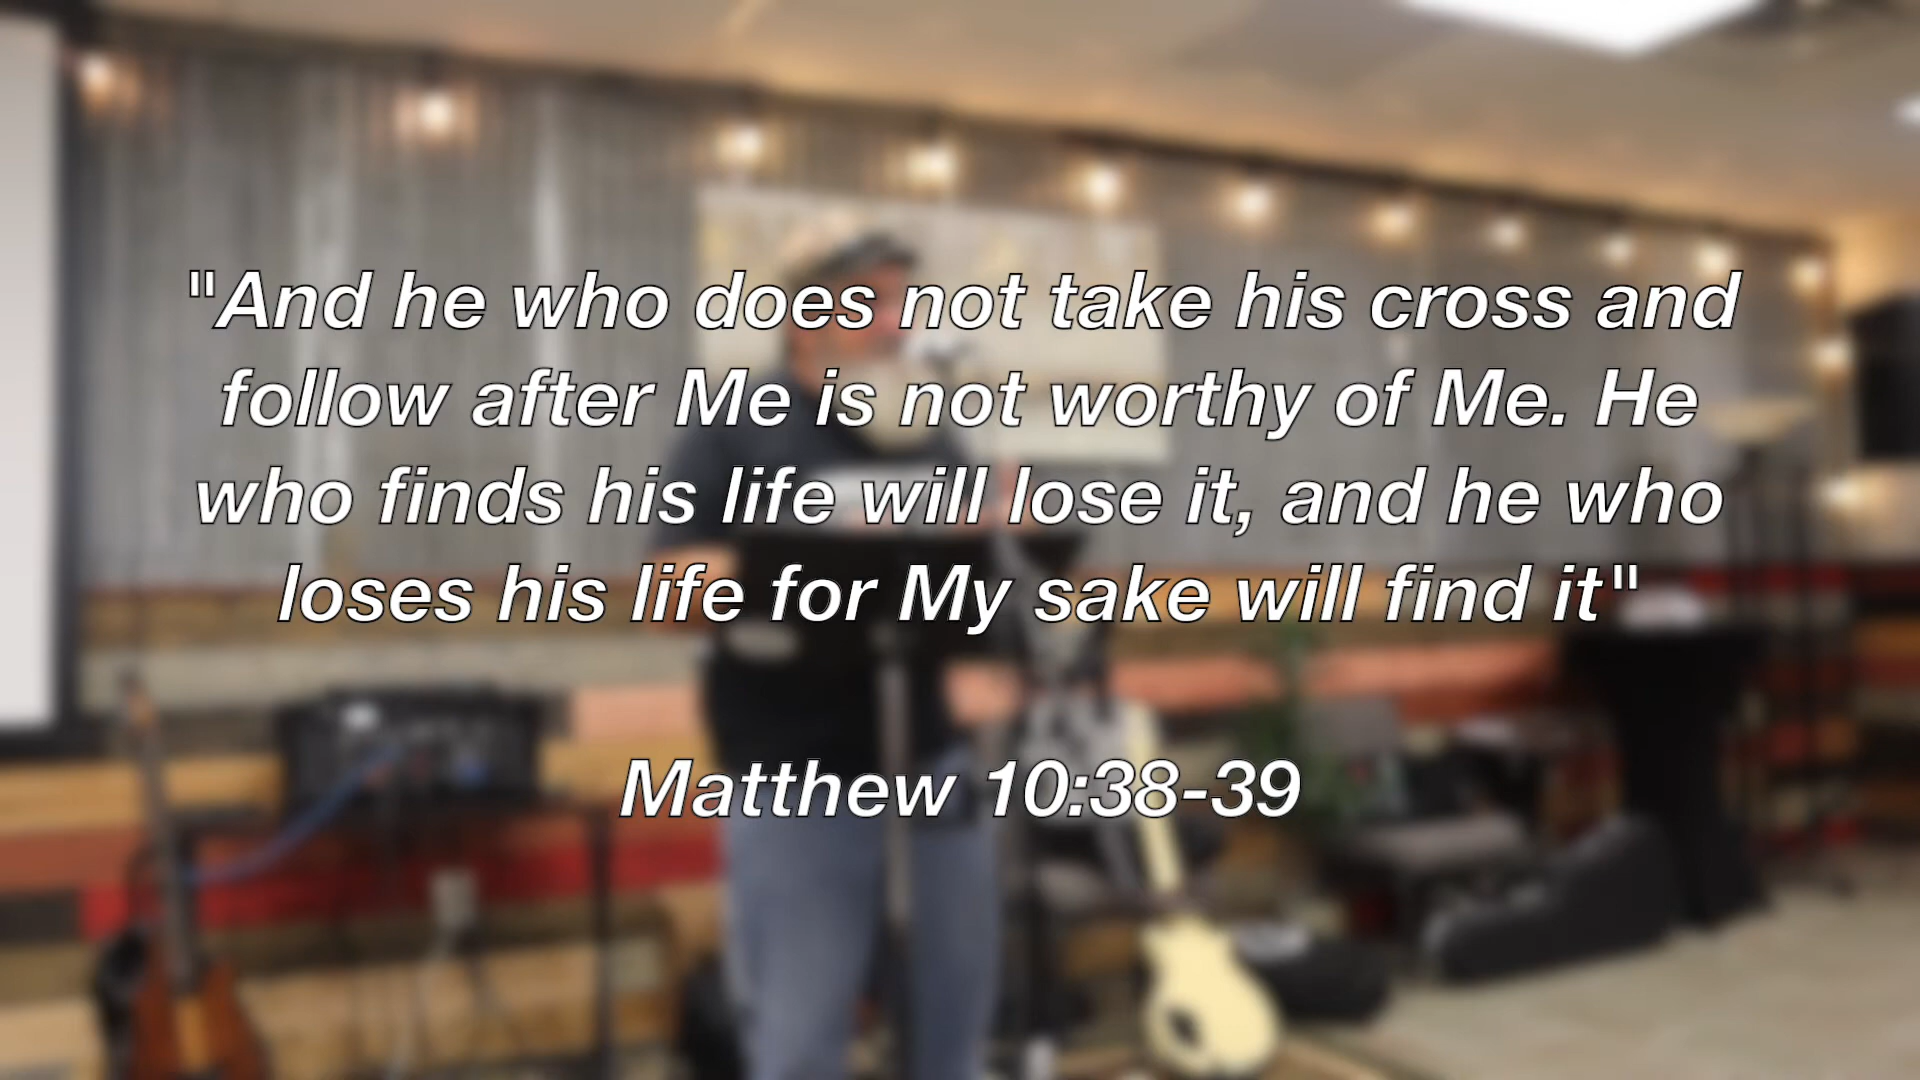 "And he who does not take his cross and
follow after Me is not worthy of Me. He
who finds his life will lose it, and he who
loses his life for My sake will find it"
Matthew 10:38-39